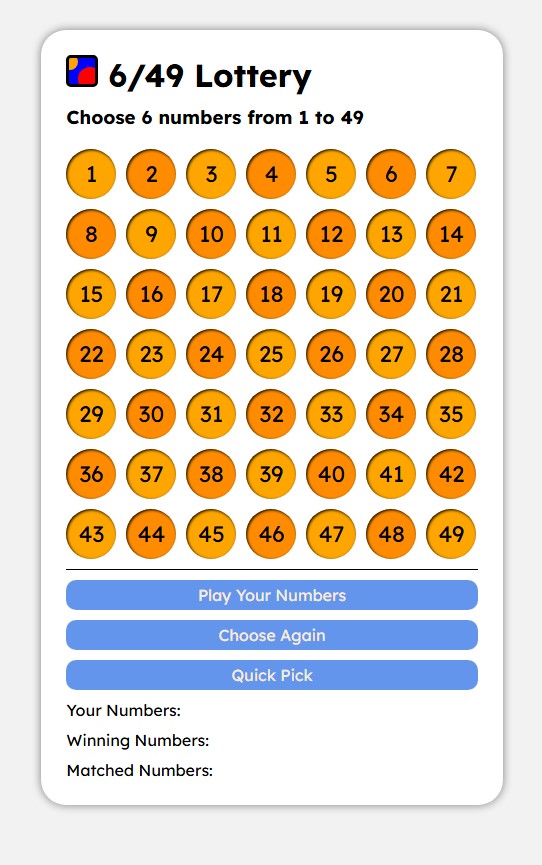 6/49 Lottery
Choose 6 numbers from 1 to 49
1 2 3 4 5 6 7
8 9 10 11 12 13 14
15 16 17 18 19 20 21
22 23 24 25 26 27 28
29 30 31 32 33 34 35
36 37 38 39 40 41 42
43 44 45 46 47 48 49
Play Your Numbers
Choose Again
Quick Pick
Your Numbers:
Winning Numbers:
Matched Numbers: